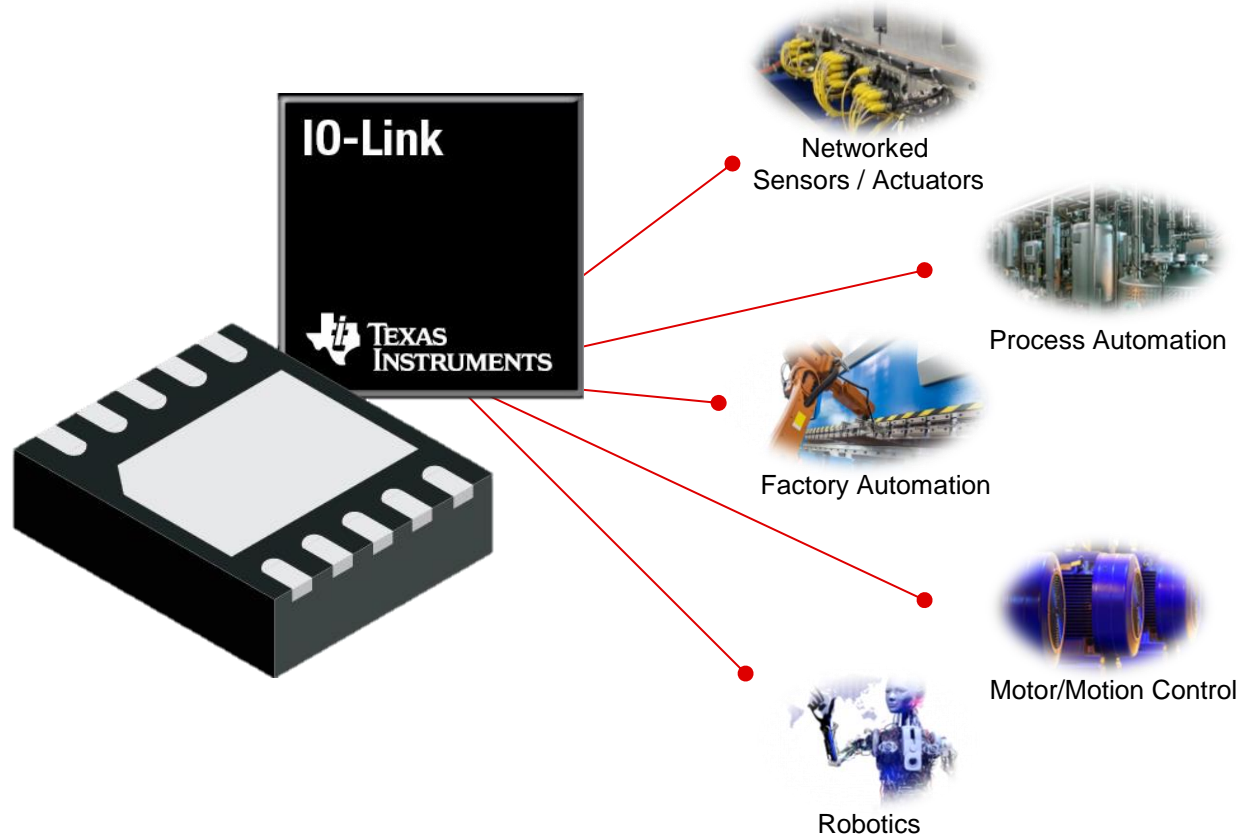 IO-Link
TEXAS
INSTRUMENTS
Networked
Sensors / Actuators
Process Automation
Factory Automation
Motor/Motion Control
Robotics